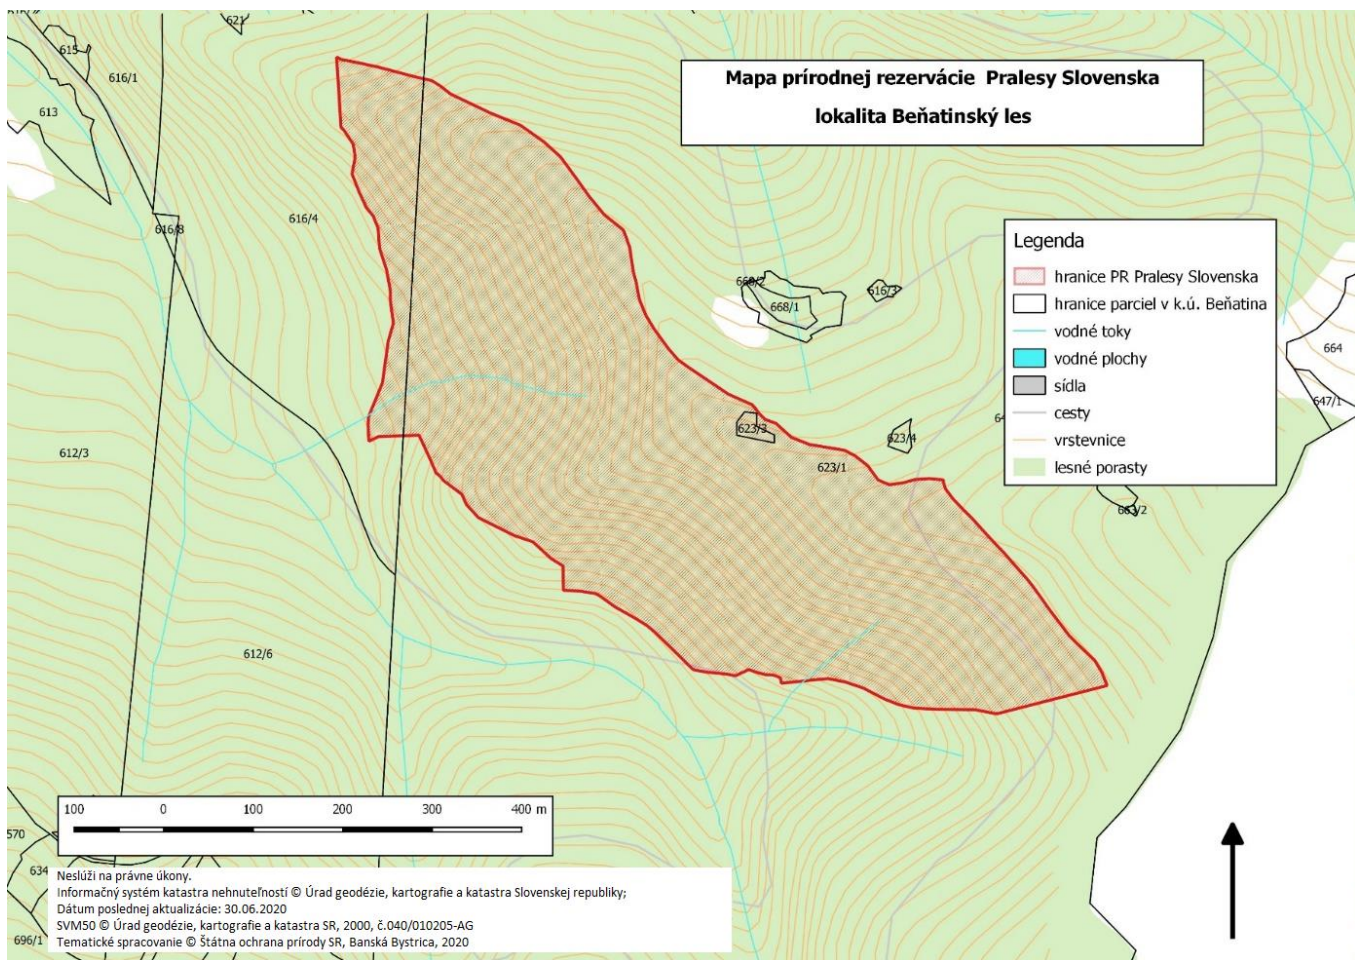 621
615
616/1
613
Mapa prírodnej rezervácie Pralesy Slovenska
lokalita Beňatinský les
616/4
616/8
Legenda
hranice PR Pralesy Slovenska
hranice parciel v k.ú. Beňatina
vodné toky
vodné plochy
sídla
cesty
vrstevnice
lesné porasty
668/2
616/3
668/1
664
647/1
623/3
623/4
623/1
612/3
663/2
612/6
100 0 100 200 300 400 m
570
634
696/1
Neslúži na právne úkony.
Informačný systém katastra nehnuteľností © Úrad geodézie, kartografie a katastra Slovenskej republiky;
Dátum poslednej aktualizácie: 30.06.2020
SVM50 © Úrad geodézie, kartografie a katastra SR, 2000, č.040/010205-AG
Tematické spracovanie © Štátna ochrana prírody SR, Banská Bystrica, 2020